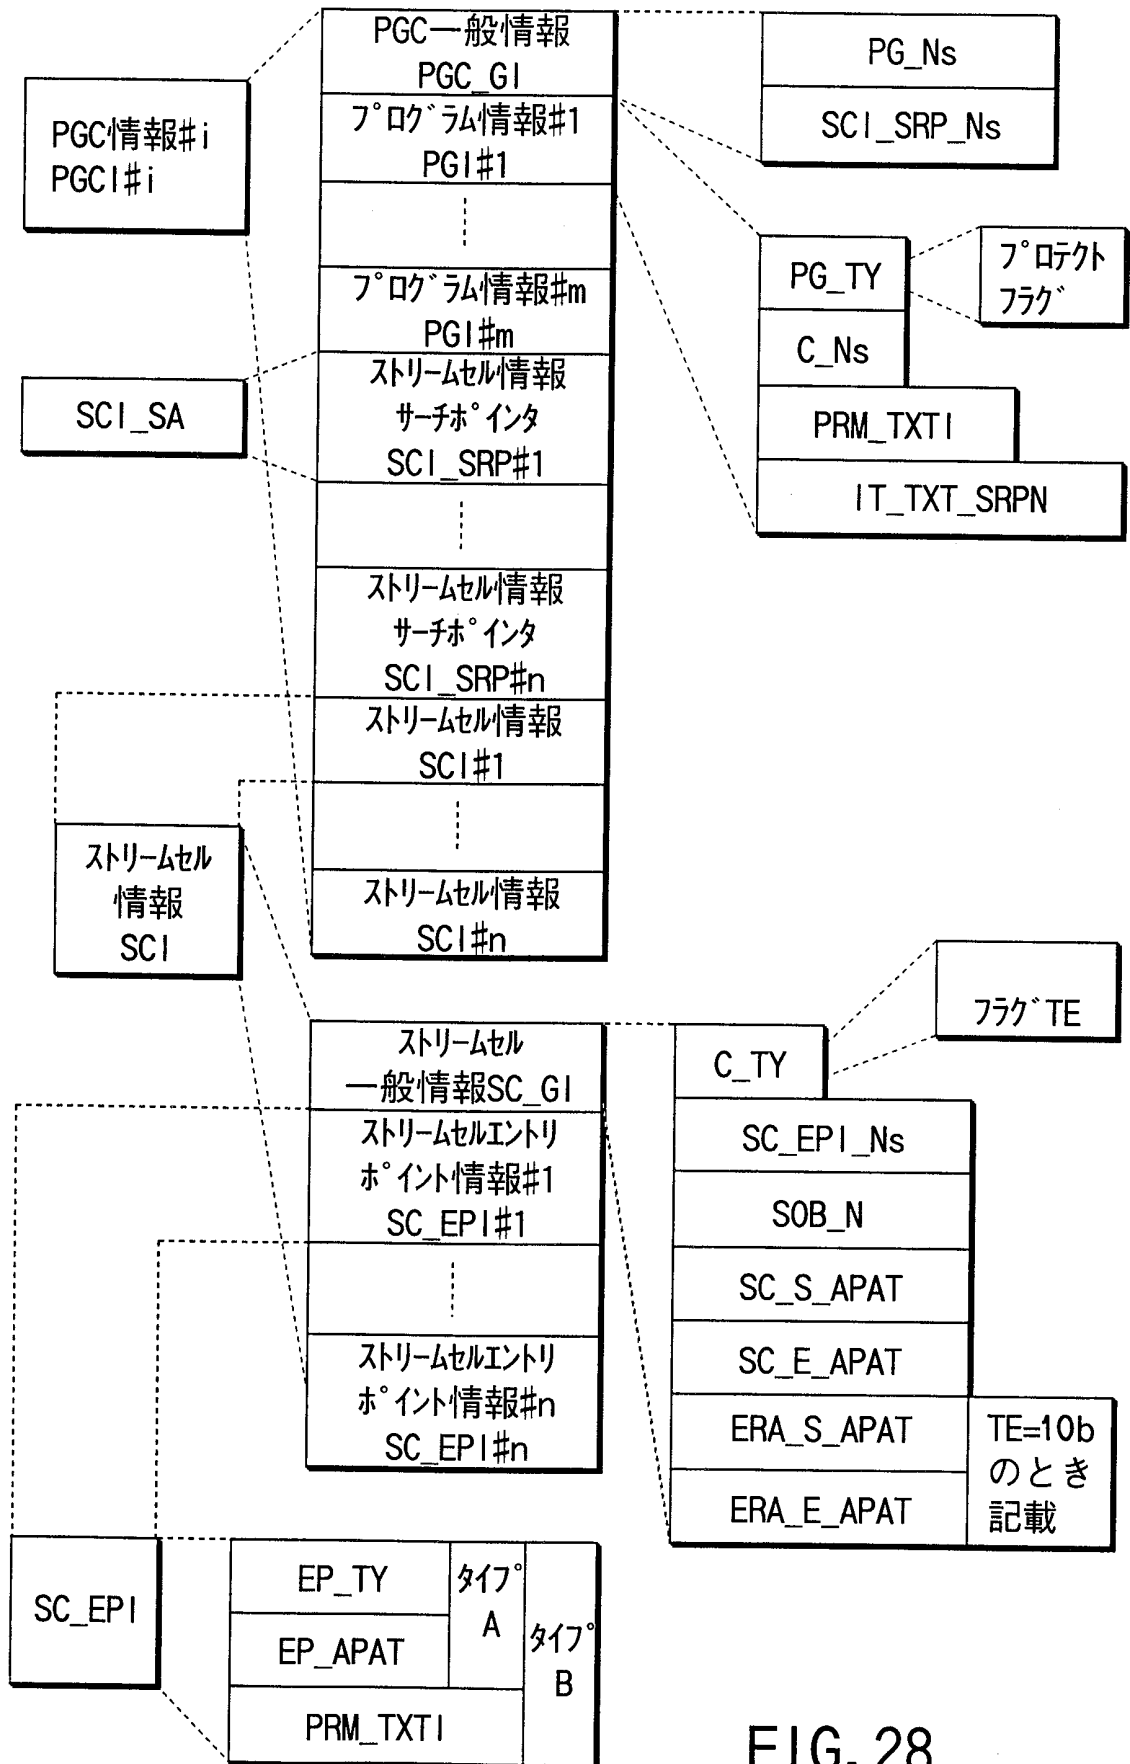 PGC一般情報
PGC_GI
プログラム情報#1
PGI#1
プログラム情報#m
PGI#m
ストリームセル情報
サーチポインタ
SCI_SRP#1
ストリームセル情報
サーチポインタ
SCI_SRP#n
ストリームセル情報
SCI#1
ストリームセル情報
SCI#n
PGC情報#i
PGCI#i
PG_Ns
SCI_SRP_Ns
PG_TY
C_Ns
PRM_TXTI
IT_TXT_SRPN
プロテクト
フラグ
SCI_SA
ストリームセル
情報
SCI
ストリームセル
一般情報SC_GI
ストリームセルエントリ
ポイント情報#1
SC_EPI#1
ストリームセルエントリ
ポイント情報#n
SC_EPI#n
フラグTE
C_TY
SC_EPI_Ns
SOB_N
SC_S_APAT
SC_E_APAT
ERA_S_APAT
ERA_E_APAT
TE=10b
のとき
記載
SC_EPI
EP_TY
EP_APAT
PRM_TXTI
タイプ
A
タイプ
B
FIG. 28